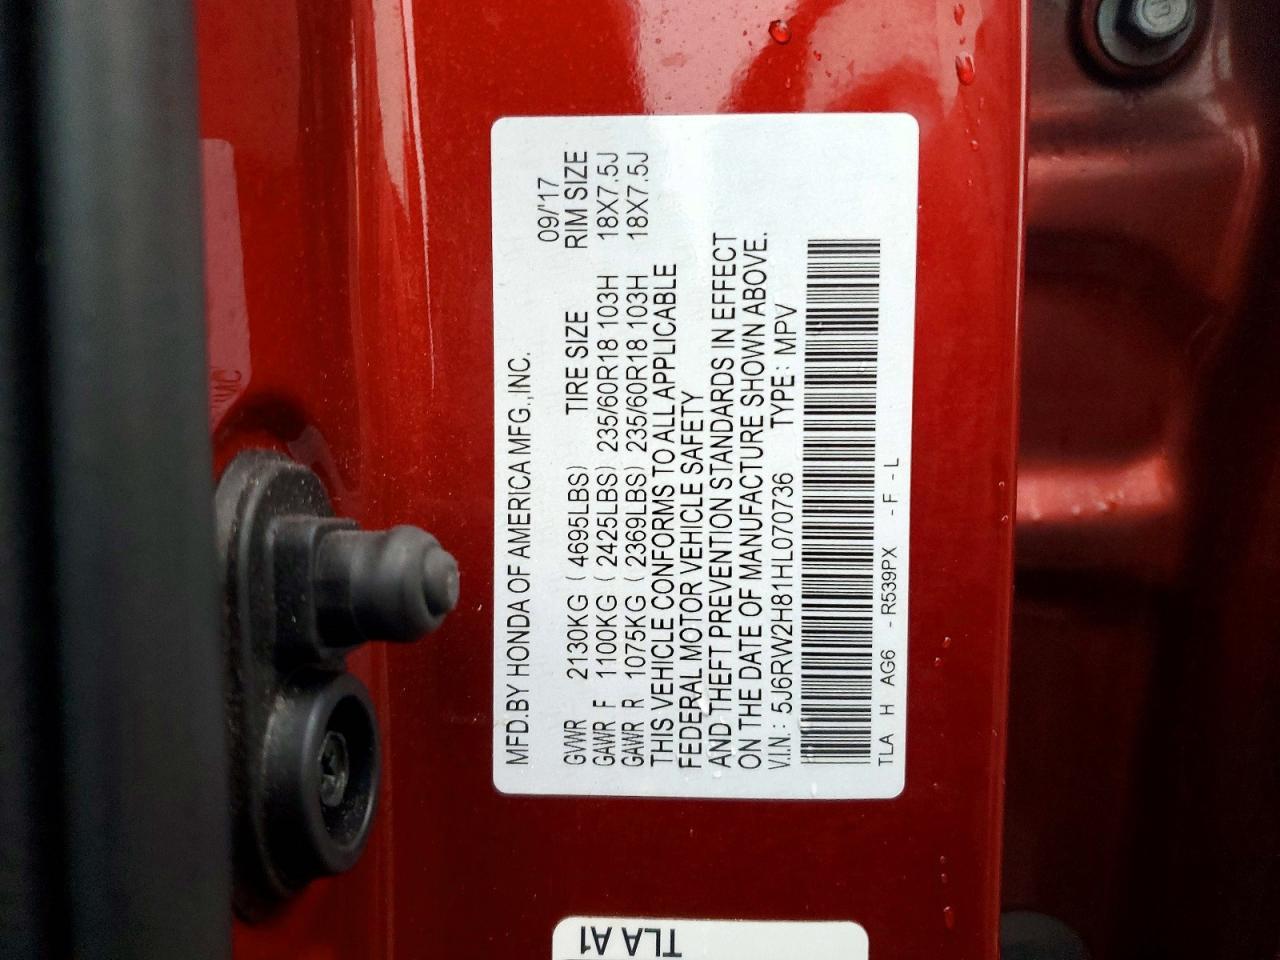 MFD.BY HONDA OF AMERICA MFG.,INC.
09/'17
GVWR 2130KG ( 4695LBS) TIRE SIZE RIM SIZE
GAWR F 1100KG ( 2425LBS) 235/60R18 103H 18X7.5J
GAWR R 1075KG ( 2369LBS) 235/60R18 103H 18X7.5J
THIS VEHICLE CONFORMS TO ALL APPLICABLE
FEDERAL MOTOR VEHICLE SAFETY
AND THEFT PREVENTION STANDARDS IN EFFECT
ON THE DATE OF MANUFACTURE SHOWN ABOVE.
V.I.N.: 5J6RW2H81HL070736 TYPE: MPV
TLA H AG6 -R539PX -F -L
TLA A1